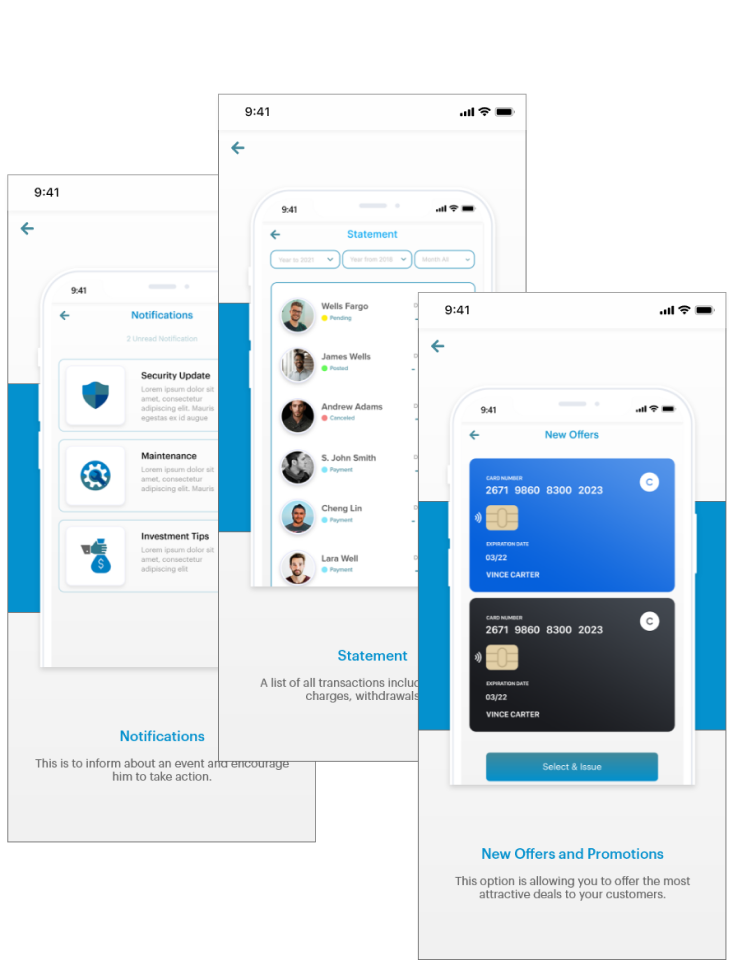 9:41
9:41
Notifications
2 Unread Notification
Security Update
Lorem ipsum dolor sit
amet, consectetur
adipiscing elit. Mauris
egestas ex id augue
Maintenance
Lorem ipsum dolor sit
amet, consectetur
adipiscing elit. Mauris
Investment Tips
Lorem ipsum dolor sit
amet, consectetur
adipiscing elit
$
Notifications
This is to inform about an event and encourage
him to take action.
9:41
9:41
Statement
Year to 2021
Year from 2018
Month All
Wells Fargo
Pending
James Wells
Posted
Andrew Adams
Canceled
S. John Smith
Payment
Cheng Lin
Payment
Lara Well
Payment
Statement
A list of all transactions
charges, withdrawals
9:41
9:41
New Offers
CARD NUMBER
2671 9860 8300 2023
C
EXPIRATION DATE
03/22
VINCE CARTER
CARD NUMBER
2671 9860 8300 2023
C
EXPIRATION DATE
03/22
VINCE CARTER
Select & Issue
New Offers and Promotions
This option is allowing you to offer the most
attractive deals to your customers.